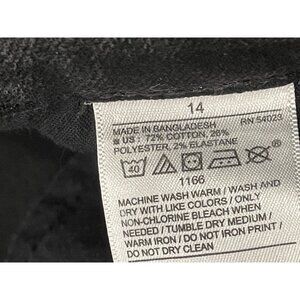 14
MADE IN BANGLADESH RN 54023
US : 72% COTTON, 26%
POLYESTER, 2% ELASTANE
40
1166
MACHINE WASH WARM / WASH AND
DRY WITH LIKE COLORS / ONLY
NON-CHLORINE BLEACH WHEN
NEEDED / TUMBLE DRY MEDIUM /
WARM IRON / DO NOT IRON PRINT /
DO NOT DRY CLEAN